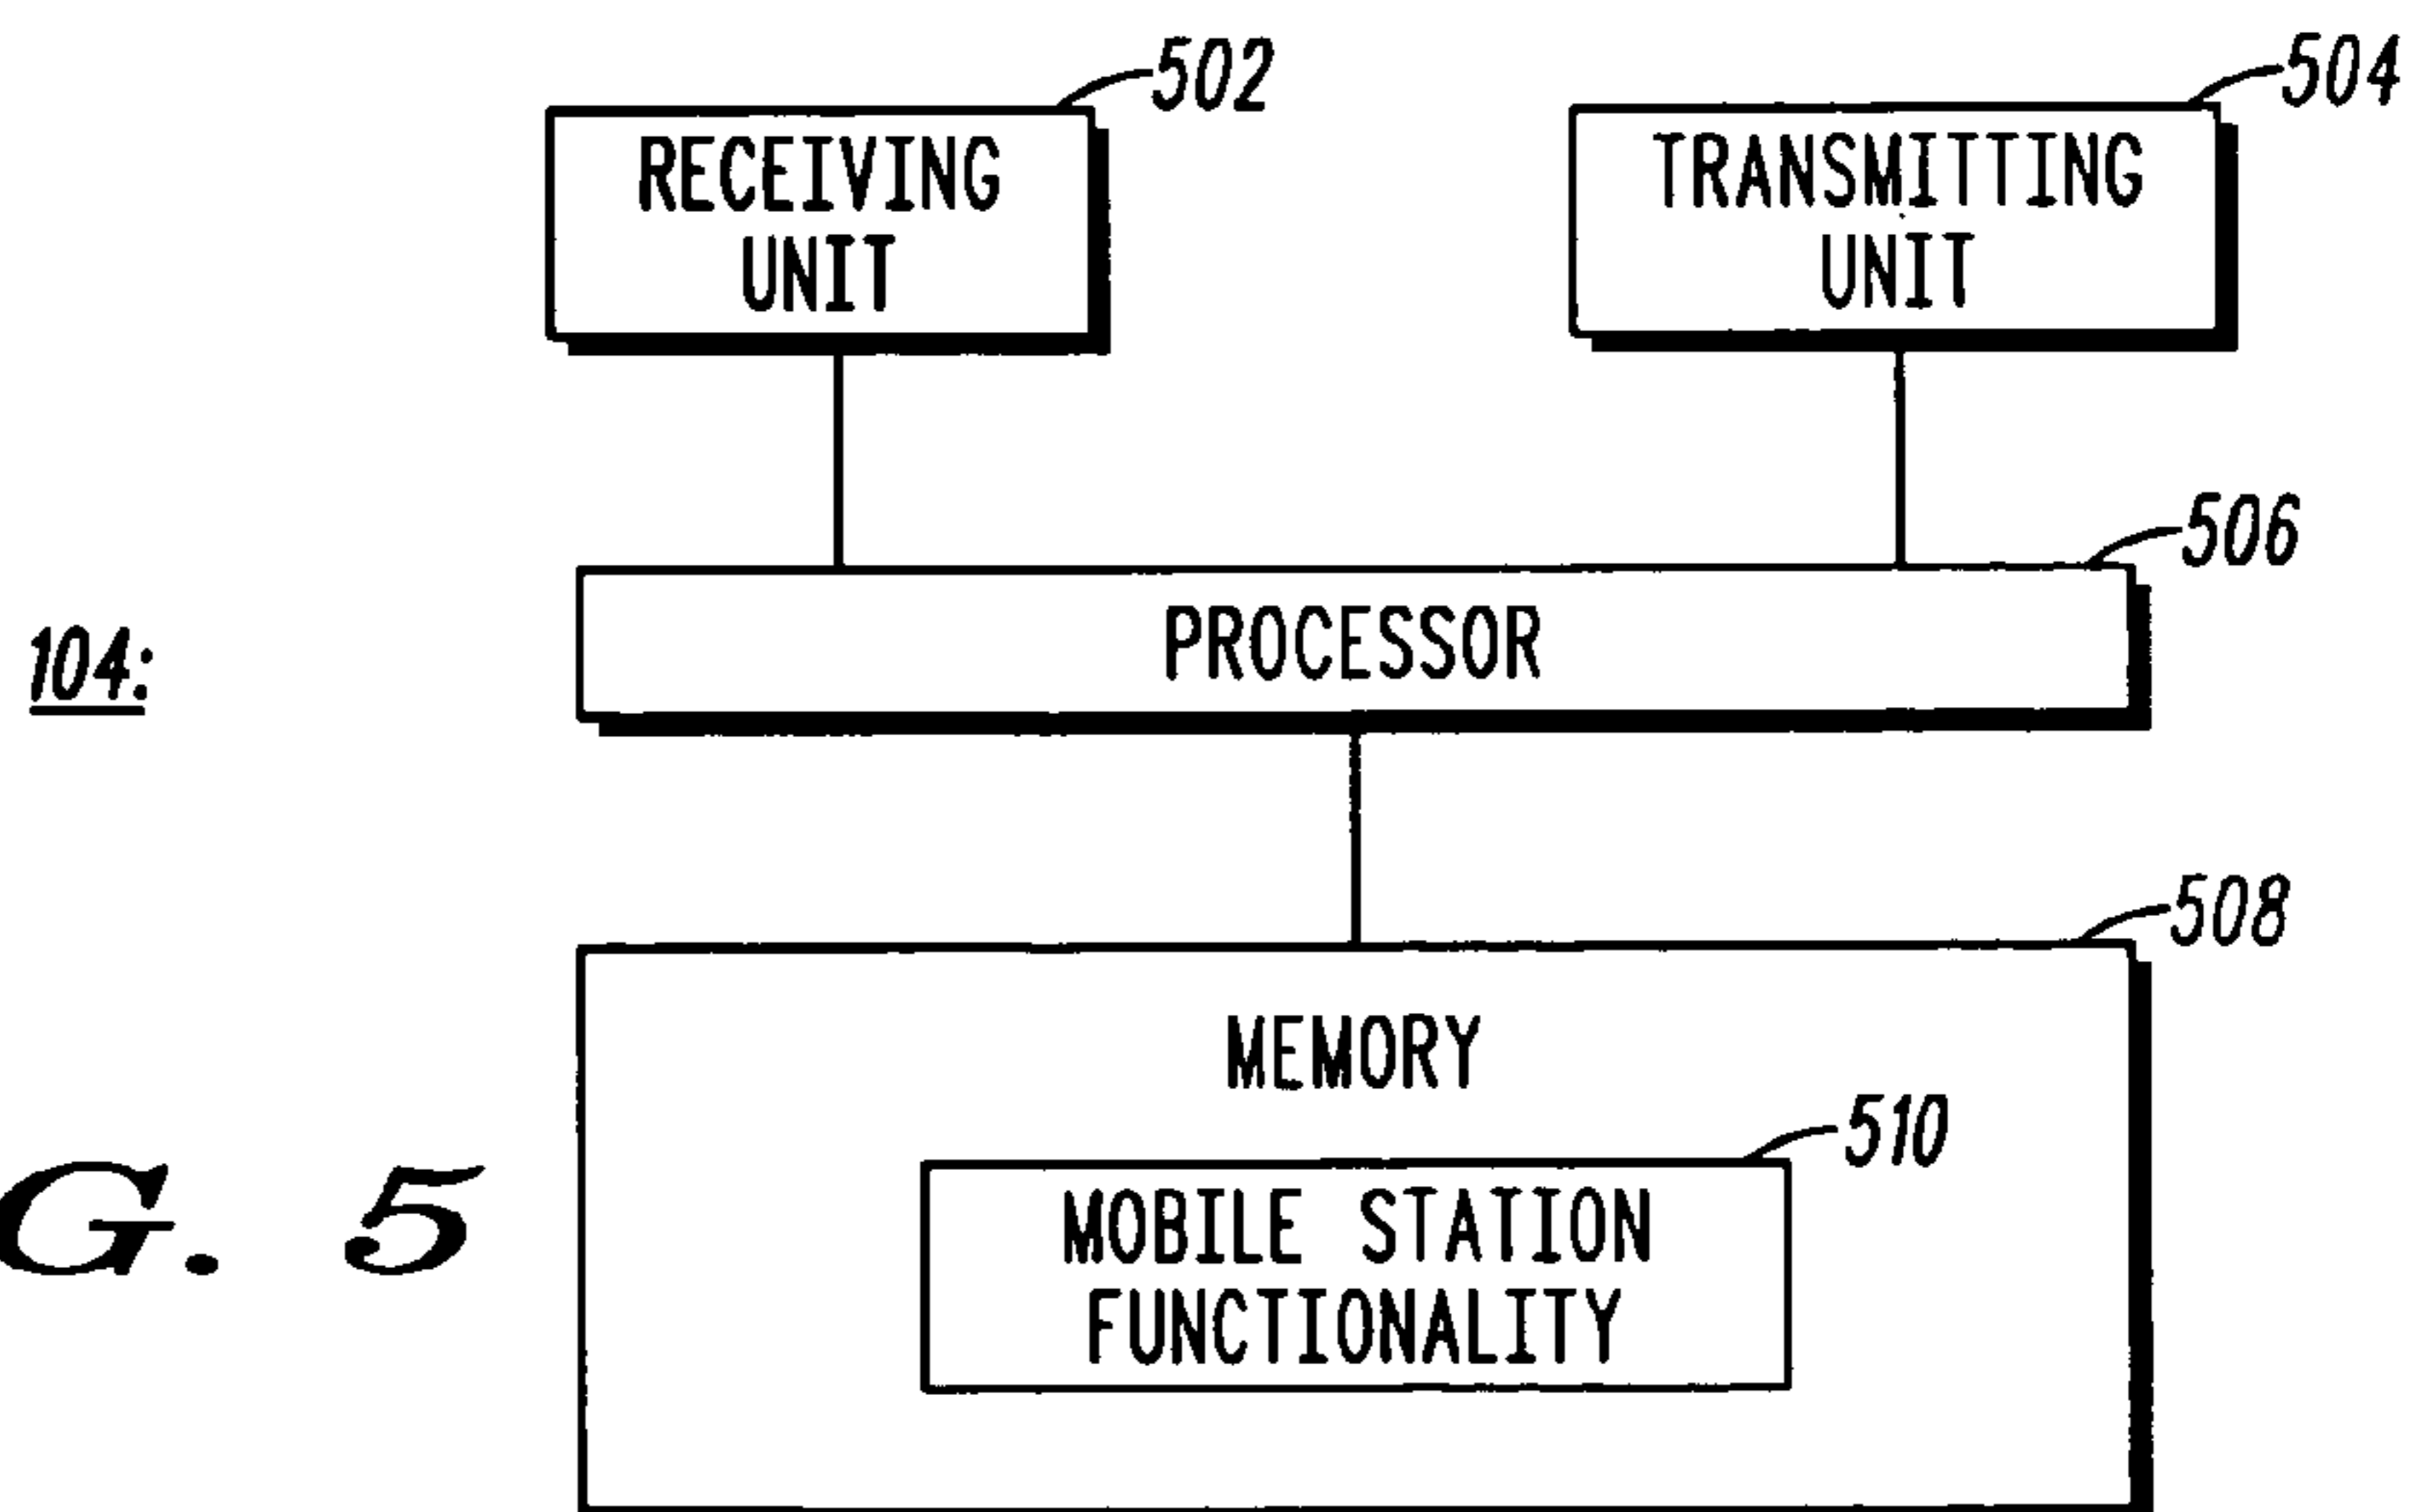 502
504
RECEIVING
UNIT
TRANSMITTING
UNIT
506
PROCESSOR
104:
508
MEMORY
510
MOBILE STATION
FUNCTIONALITY
G. 5